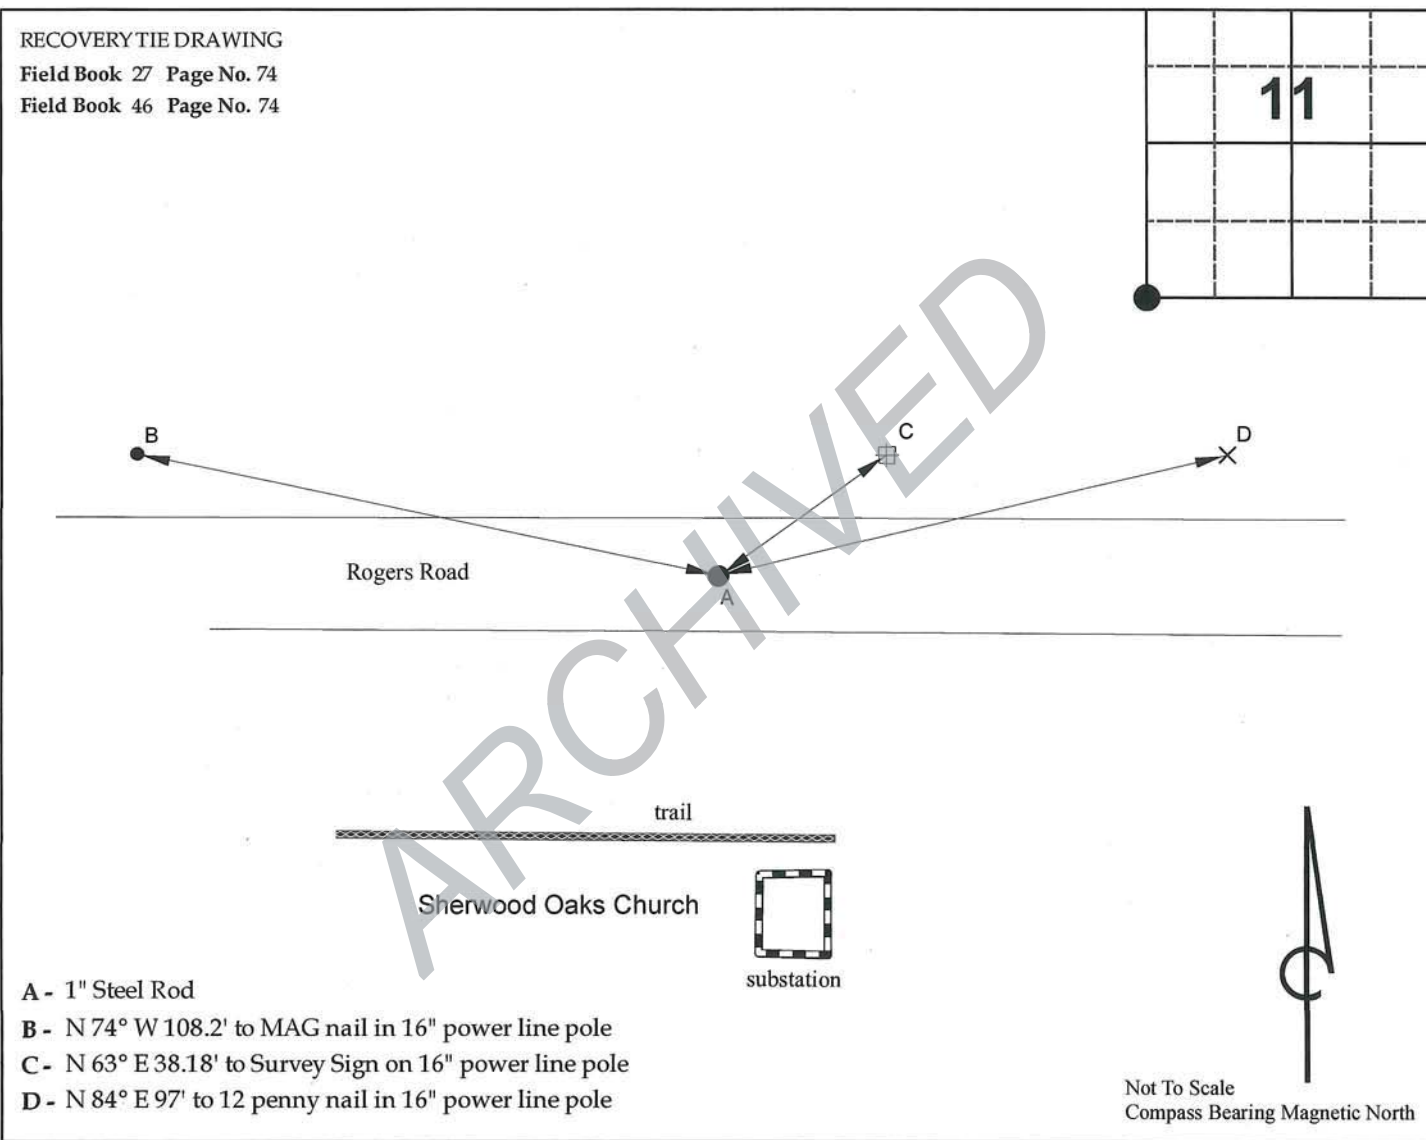 RECOVERY TIE DRAWING
Field Book 27 Page No. 74
Field Book 46 Page No. 74
11
B
C
D
Rogers Road
A
ARCHIVED
trail
Sherwood Oaks Church
substation
A - 1" Steel Rod
B - N 74° W 108.2' to MAG nail in 16" power line pole
C - N 63° E 38.18' to Survey Sign on 16" power line pole
D - N 84° E 97' to 12 penny nail in 16" power line pole
Not To Scale
Compass Bearing Magnetic North